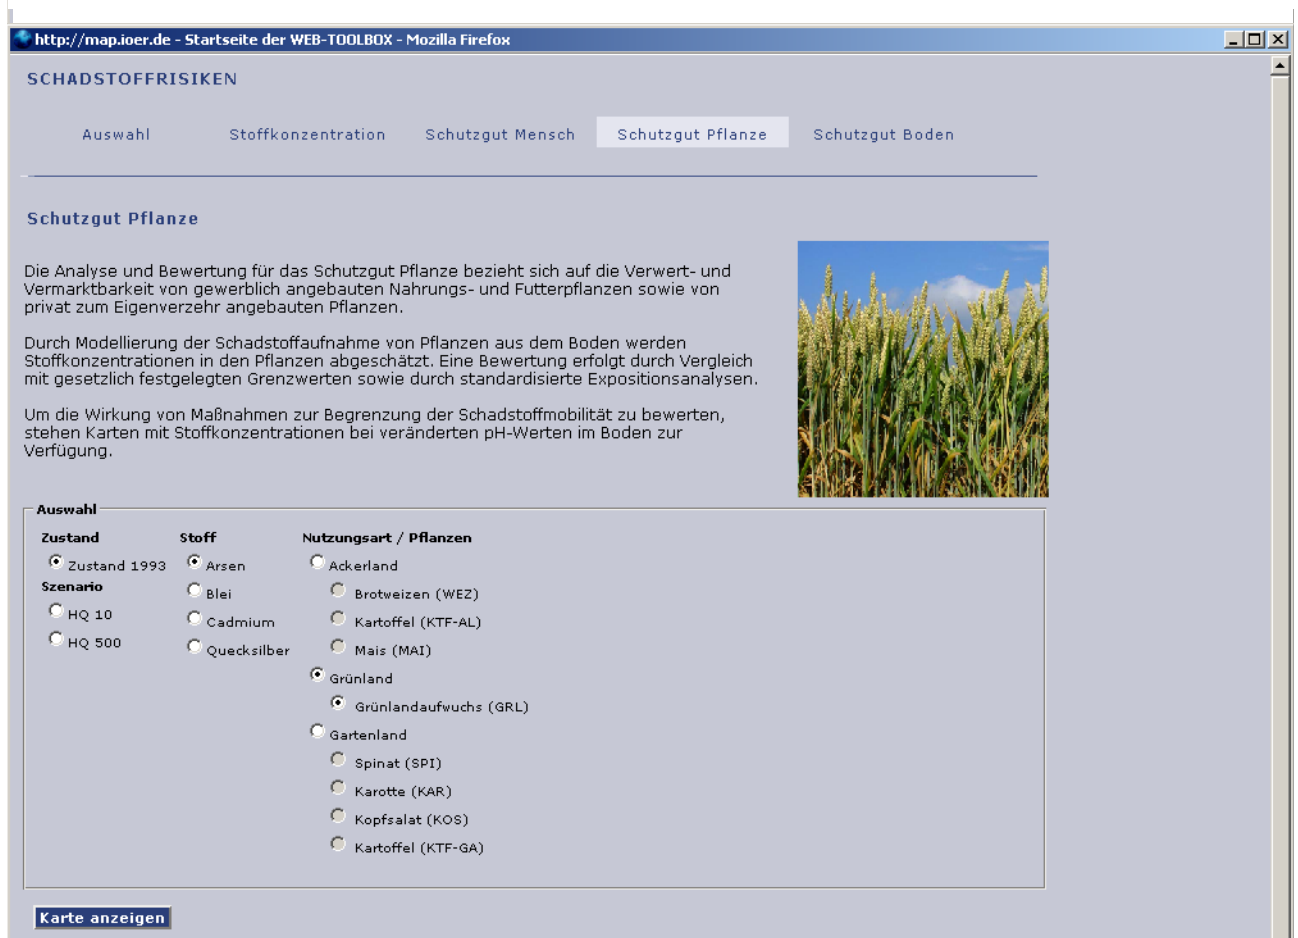 http://map.ioer.de - Startseite der WEB-TOOLBOX - Mozilla Firefox
SCHADSTOFFRISIKEN
Auswahl Stoffkonzentration Schutzgut Mensch Schutzgut Pflanze Schutzgut Boden
Schutzgut Pflanze
Die Analyse und Bewertung für das Schutzgut Pflanze bezieht sich auf die Verwert- und
Vermarktbarkeit von gewerblich angebauten Nahrungs- und Futterpflanzen sowie von
privat zum Eigenverzehr angebauten Pflanzen.
Durch Modellierung der Schadstoffaufnahme von Pflanzen aus dem Boden werden
Stoffkonzentrationen in den Pflanzen abgeschätzt. Eine Bewertung erfolgt durch Vergleich
mit gesetzlich festgelegten Grenzwerten sowie durch standardisierte Expositionsanalysen.
Um die Wirkung von Maßnahmen zur Begrenzung der Schadstoffmobilität zu bewerten,
stehen Karten mit Stoffkonzentrationen bei veränderten pH-Werten im Boden zur
Verfügung.
Auswahl
Zustand Stoff Nutzungsart / Pflanzen
Zustand 1993 Arsen Ackerland
Szenario
Blei Brotweizen (WEZ)
HQ 10
Cadmium Kartoffel (KTF-AL)
HQ 500
Quecksilber Mais (MAI)
Grünland
Grünlandaufwuchs (GRL)
Gartenland
Spinat (SPI)
Karotte (KAR)
Kopfsalat (KOS)
Kartoffel (KTF-GA)
Karte anzeigen